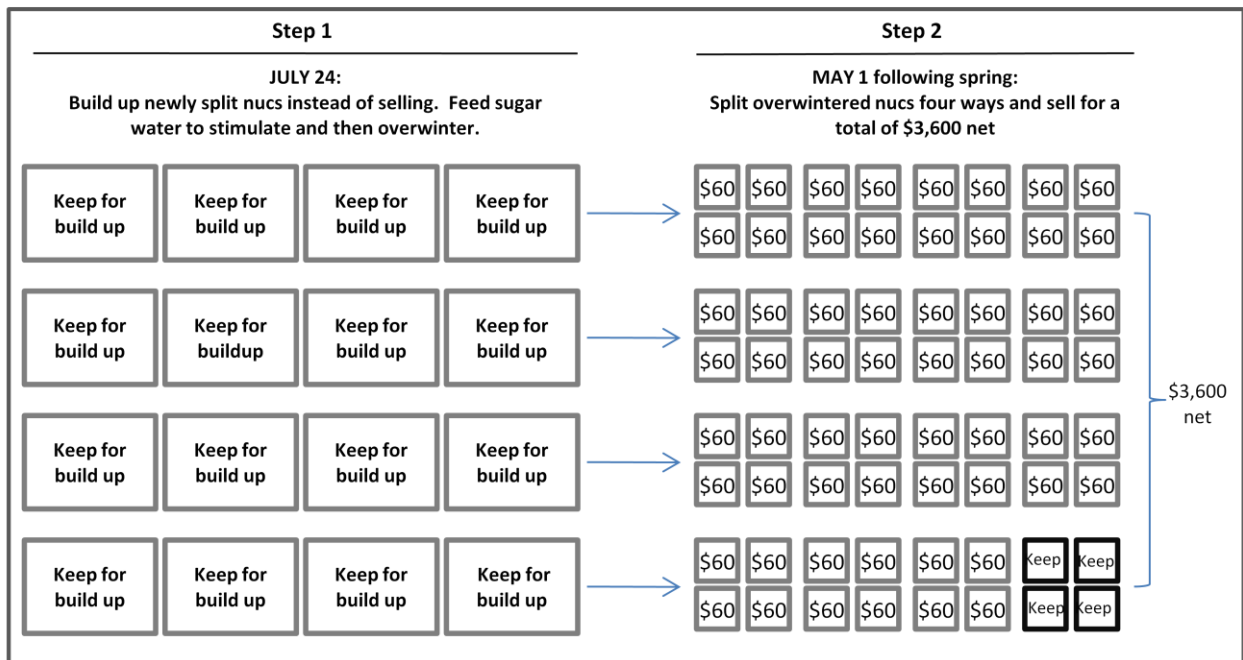 Step 1
JULY 24:
Build up newly split nucs instead of selling.  Feed sugar
water to stimulate and then overwinter.
Step 2
MAY 1 following spring:
Split overwintered nucs four ways and sell for a
total of $3,600 net
Keep for Keep for Keep for Keep for
build up build up build up build up
$60 $60 $60 $60 $60 $60 $60 $60
$60 $60 $60 $60 $60 $60 $60 $60
Keep for Keep for Keep for Keep for
build up buildup build up build up
$60 $60 $60 $60 $60 $60 $60 $60
$60 $60 $60 $60 $60 $60 $60 $60
$3,600
net
Keep for Keep for Keep for Keep for
build up build up build up build up
$60 $60 $60 $60 $60 $60 $60 $60
$60 $60 $60 $60 $60 $60 $60 $60
Keep for Keep for Keep for Keep for
build up build up build up build up
$60 $60 $60 $60 $60 $60 Keep Keep
$60 $60 $60 $60 $60 $60 Keep Keep